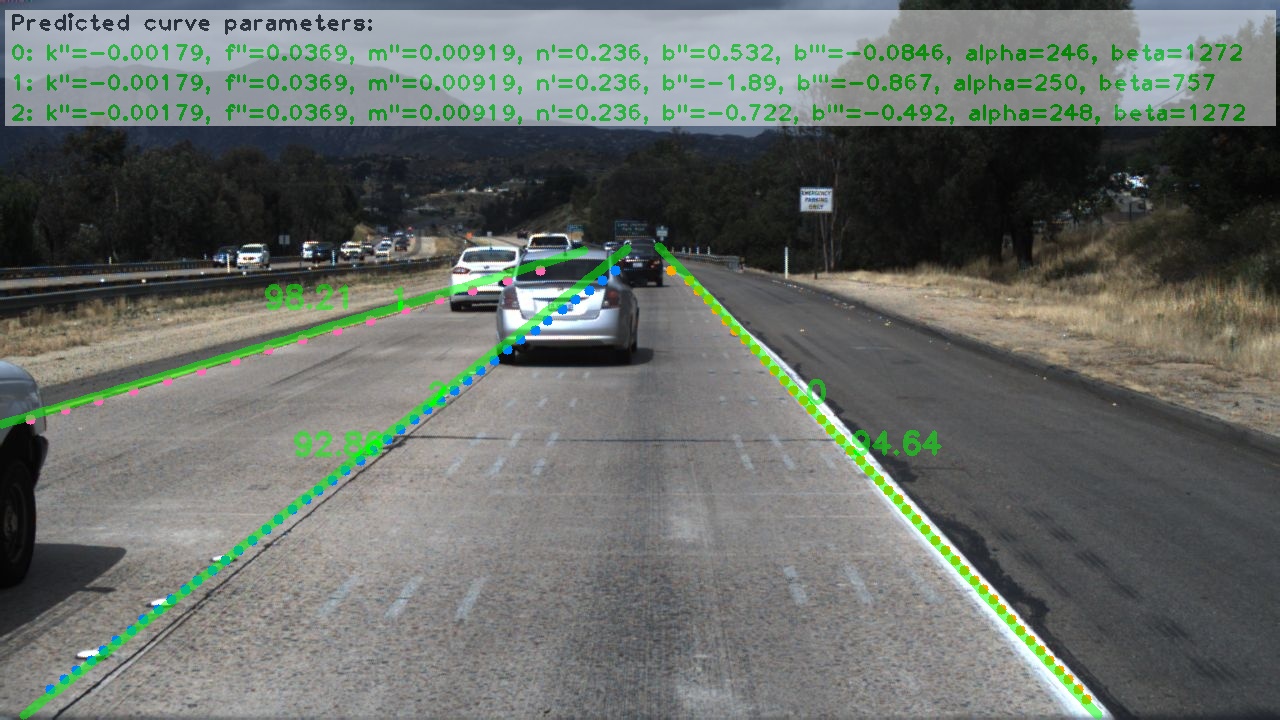 Predicted curve parameters:
0: k''=-0.00179, f''=0.0369, m''=0.00919, n'=0.236, b''=0.532, b'''=-0.0846, alpha=246, beta=1272
1: k''=-0.00179, f''=0.0369, m''=0.00919, n'=0.236, b''=-1.89, b'''=-0.867, alpha=250, beta=757
2: k''=-0.00179, f''=0.0369, m''=0.00919, n'=0.236, b''=-0.722, b'''=-0.492, alpha=248, beta=1272
EMERGENCY
PARKING
ONLY
98.21 1
2 0
92.86 94.64